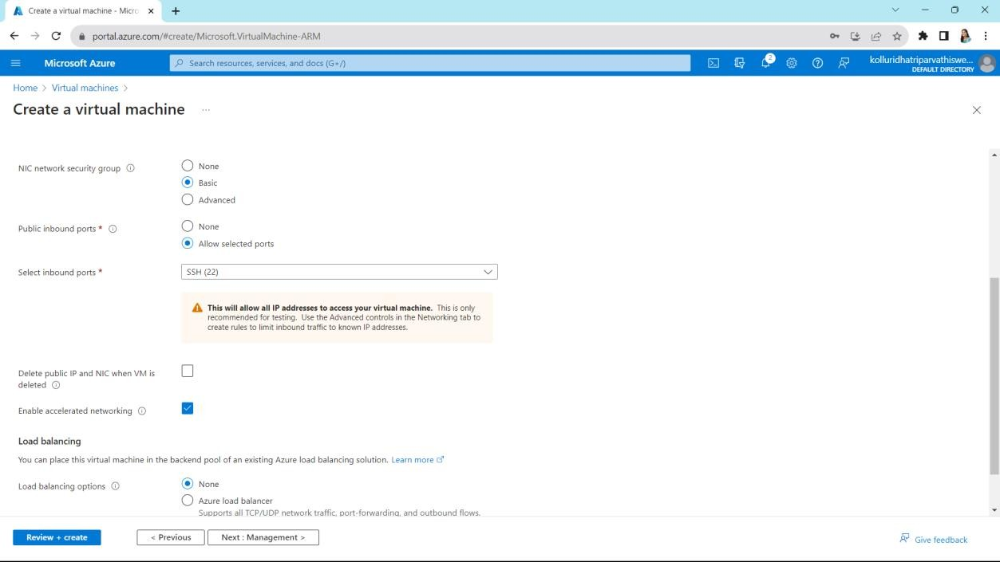 Create a virtual machine - Micro
portal.azure.com/#create/Microsoft.VirtualMachine-ARM
Microsoft Azure
Search resources, services, and docs (G+/)
2
kolluridhatriparvathiswe...
DEFAULT DIRECTORY
Home > Virtual machines >
Create a virtual machine ...
NIC network security group
None
Basic
Advanced
Public inbound ports *
None
Allow selected ports
Select inbound ports *
SSH (22)
This will allow all IP addresses to access your virtual machine. This is only
recommended for testing. Use the Advanced controls in the Networking tab to
create rules to limit inbound traffic to known IP addresses.
Delete public IP and NIC when VM is
deleted
Enable accelerated networking
Load balancing
You can place this virtual machine in the backend pool of an existing Azure load balancing solution. Learn more
Load balancing options
None
Azure load balancer
Supports all TCP/UDP network traffic, port-forwarding, and outbound flows.
Review + create
< Previous
Next : Management >
Give feedback